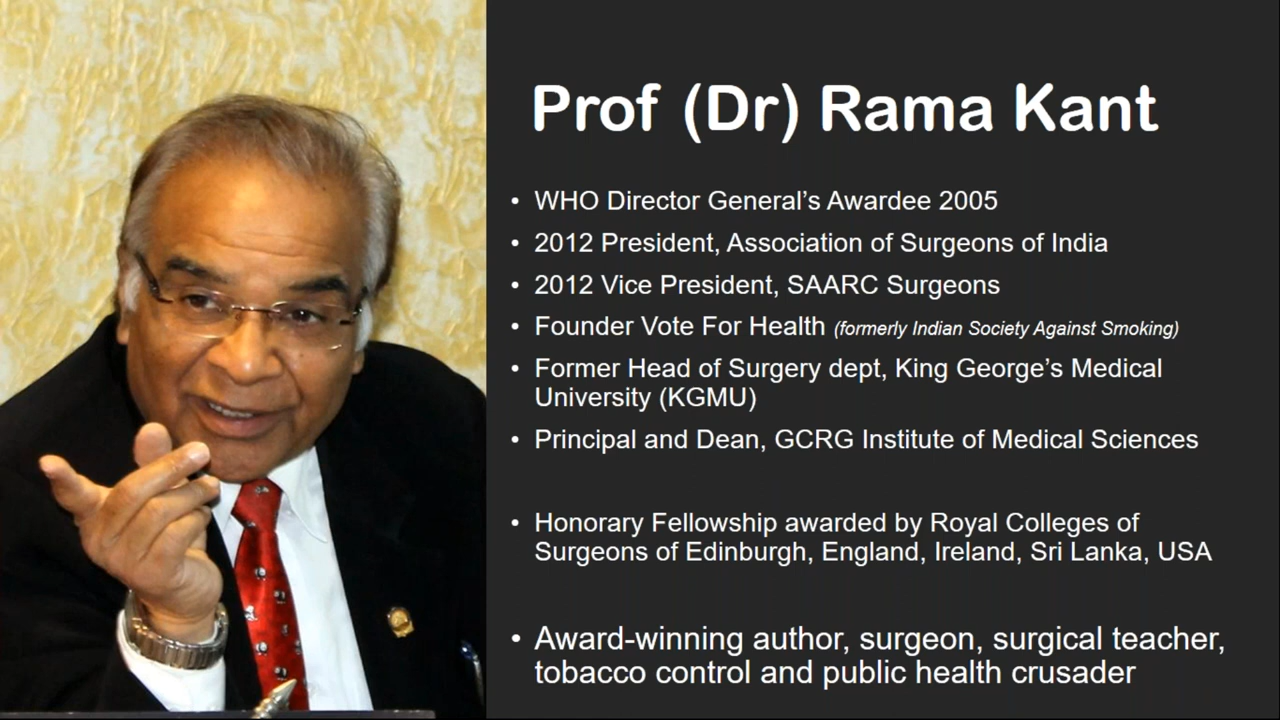 Prof (Dr) Rama Kant
• WHO Director General’s Awardee 2005
• 2012 President, Association of Surgeons of India
• 2012 Vice President, SAARC Surgeons
• Founder Vote For Health (formerly Indian Society Against Smoking)
• Former Head of Surgery dept, King George’s Medical
University (KGMU)
• Principal and Dean, GCRG Institute of Medical Sciences
• Honorary Fellowship awarded by Royal Colleges of
Surgeons of Edinburgh, England, Ireland, Sri Lanka, USA
• Award-winning author, surgeon, surgical teacher,
tobacco control and public health crusader